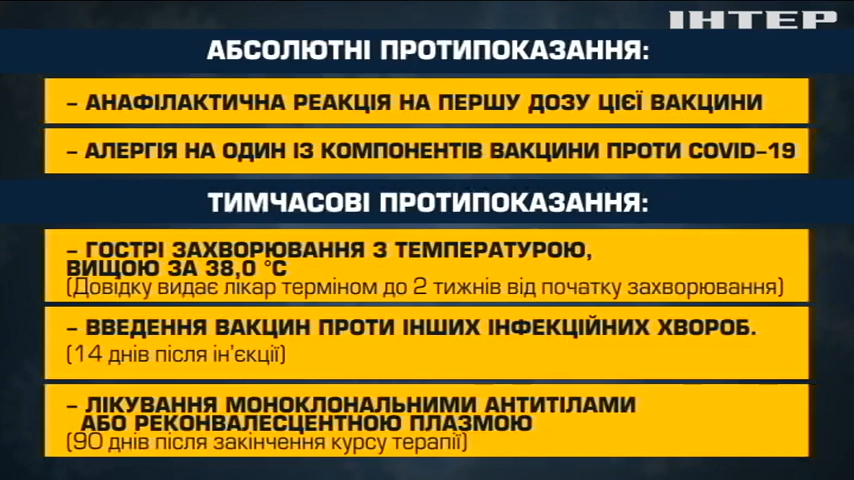 ІНТЕР
АБСОЛЮТНІ ПРОТИПОКАЗАННЯ:
– АНАФІЛАКТИЧНА РЕАКЦІЯ НА ПЕРШУ ДОЗУ ЦІЄЇ ВАКЦИНИ
– АЛЕРГІЯ НА ОДИН ІЗ КОМПОНЕНТІВ ВАКЦИНИ ПРОТИ COVID–19
ТИМЧАСОВІ ПРОТИПОКАЗАННЯ:
– ГОСТРІ ЗАХВОРЮВАННЯ З ТЕМПЕРАТУРОЮ,
ВИЩОЮ ЗА 38,0 °С
(Довідку видає лікар терміном до 2 тижнів від початку захворювання)
– ВВЕДЕННЯ ВАКЦИН ПРОТИ ІНШИХ ІНФЕКЦІЙНИХ ХВОРОБ.
(14 днів після ін’єкції)
– ЛІКУВАННЯ МОНОКЛОНАЛЬНИМИ АНТИТІЛАМИ
АБО РЕКОНВАЛЕСЦЕНТНОЮ ПЛАЗМОЮ
(90 днів після закінчення курсу терапії)